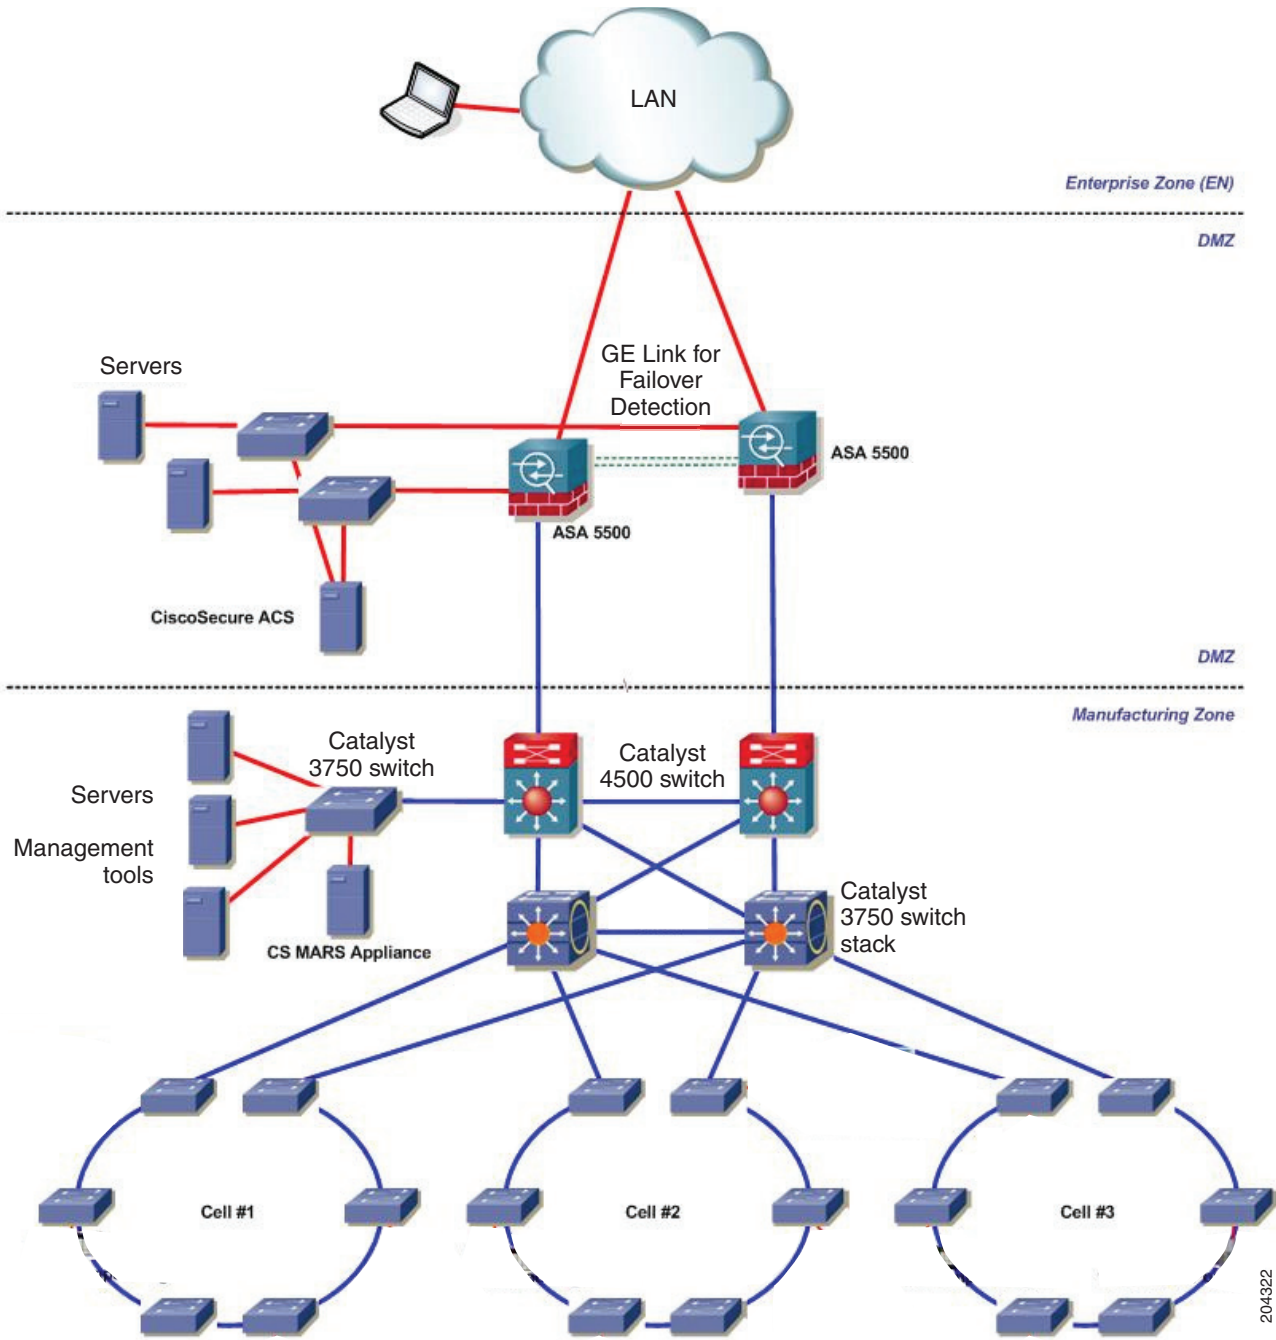 LAN
Enterprise Zone (EN)
DMZ
Servers
GE Link for
Failover
Detection
ASA 5500
ASA 5500
CiscoSecure ACS
DMZ
Manufacturing Zone
Catalyst
3750 switch
Catalyst
4500 switch
Servers
Management
tools
Catalyst
3750 switch
stack
CS MARS Appliance
Cell #1
Cell #2
Cell #3
204322